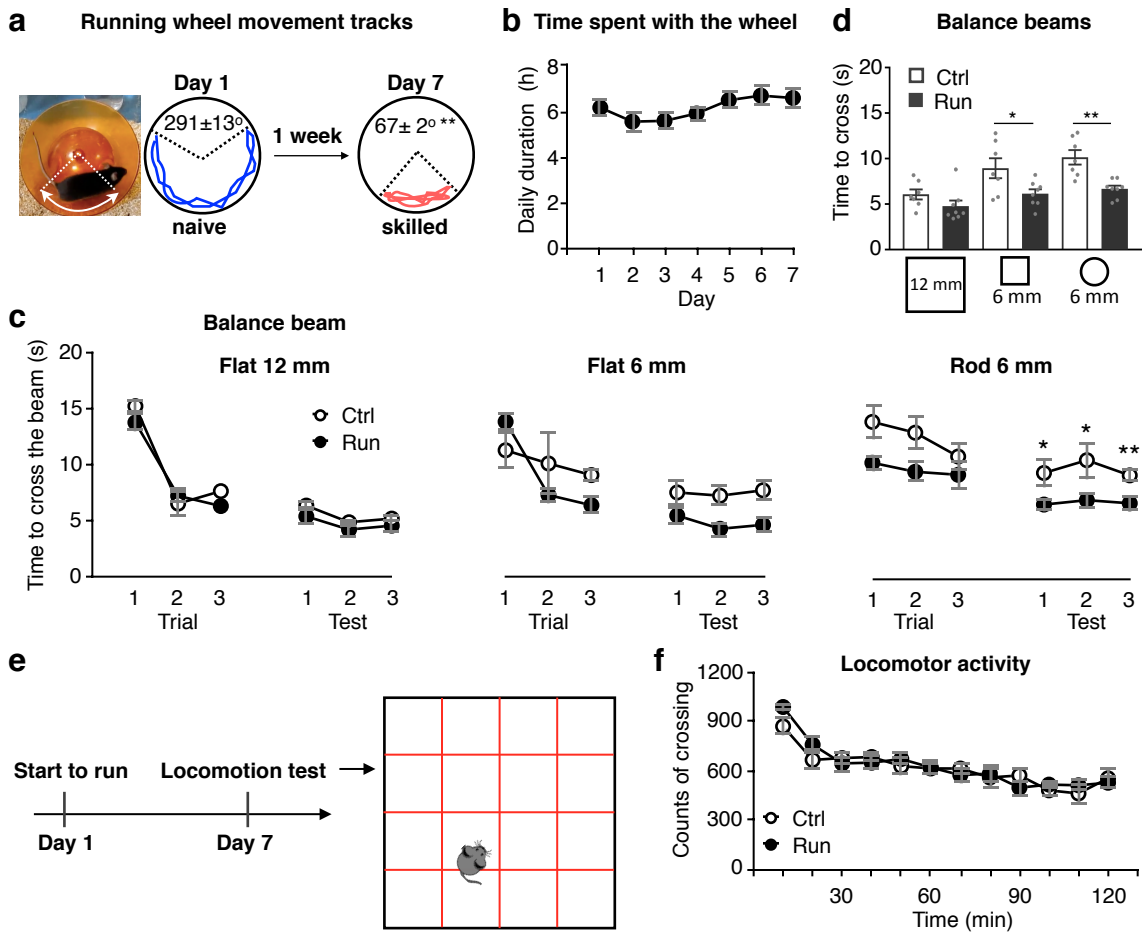 a Running wheel movement tracks
Day 1
291±13o
naive
1 week
Day 7
67± 2o **
skilled
b Time spent with the wheel
Daily duration (h)
8
6
4
2
0
1 2 3 4 5 6 7
Day
d Balance beams
Time to cross (s)
20
15
10
5
0
Ctrl
Run
*
**
12 mm
6 mm
6 mm
c Balance beam
Time to cross the beam (s)
20
15
10
5
0
Flat 12 mm
Ctrl
Run
1 2 3 1 2 3
Trial Test
Flat 6 mm
1 2 3 1 2 3
Trial Test
Rod 6 mm
* * **
1 2 3 1 2 3
Trial Test
e
Start to run Locomotion test
Day 1 Day 7
f Locomotor activity
Counts of crossing
1200
900
600
300
0
Ctrl
Run
30 60 90 120
Time (min)